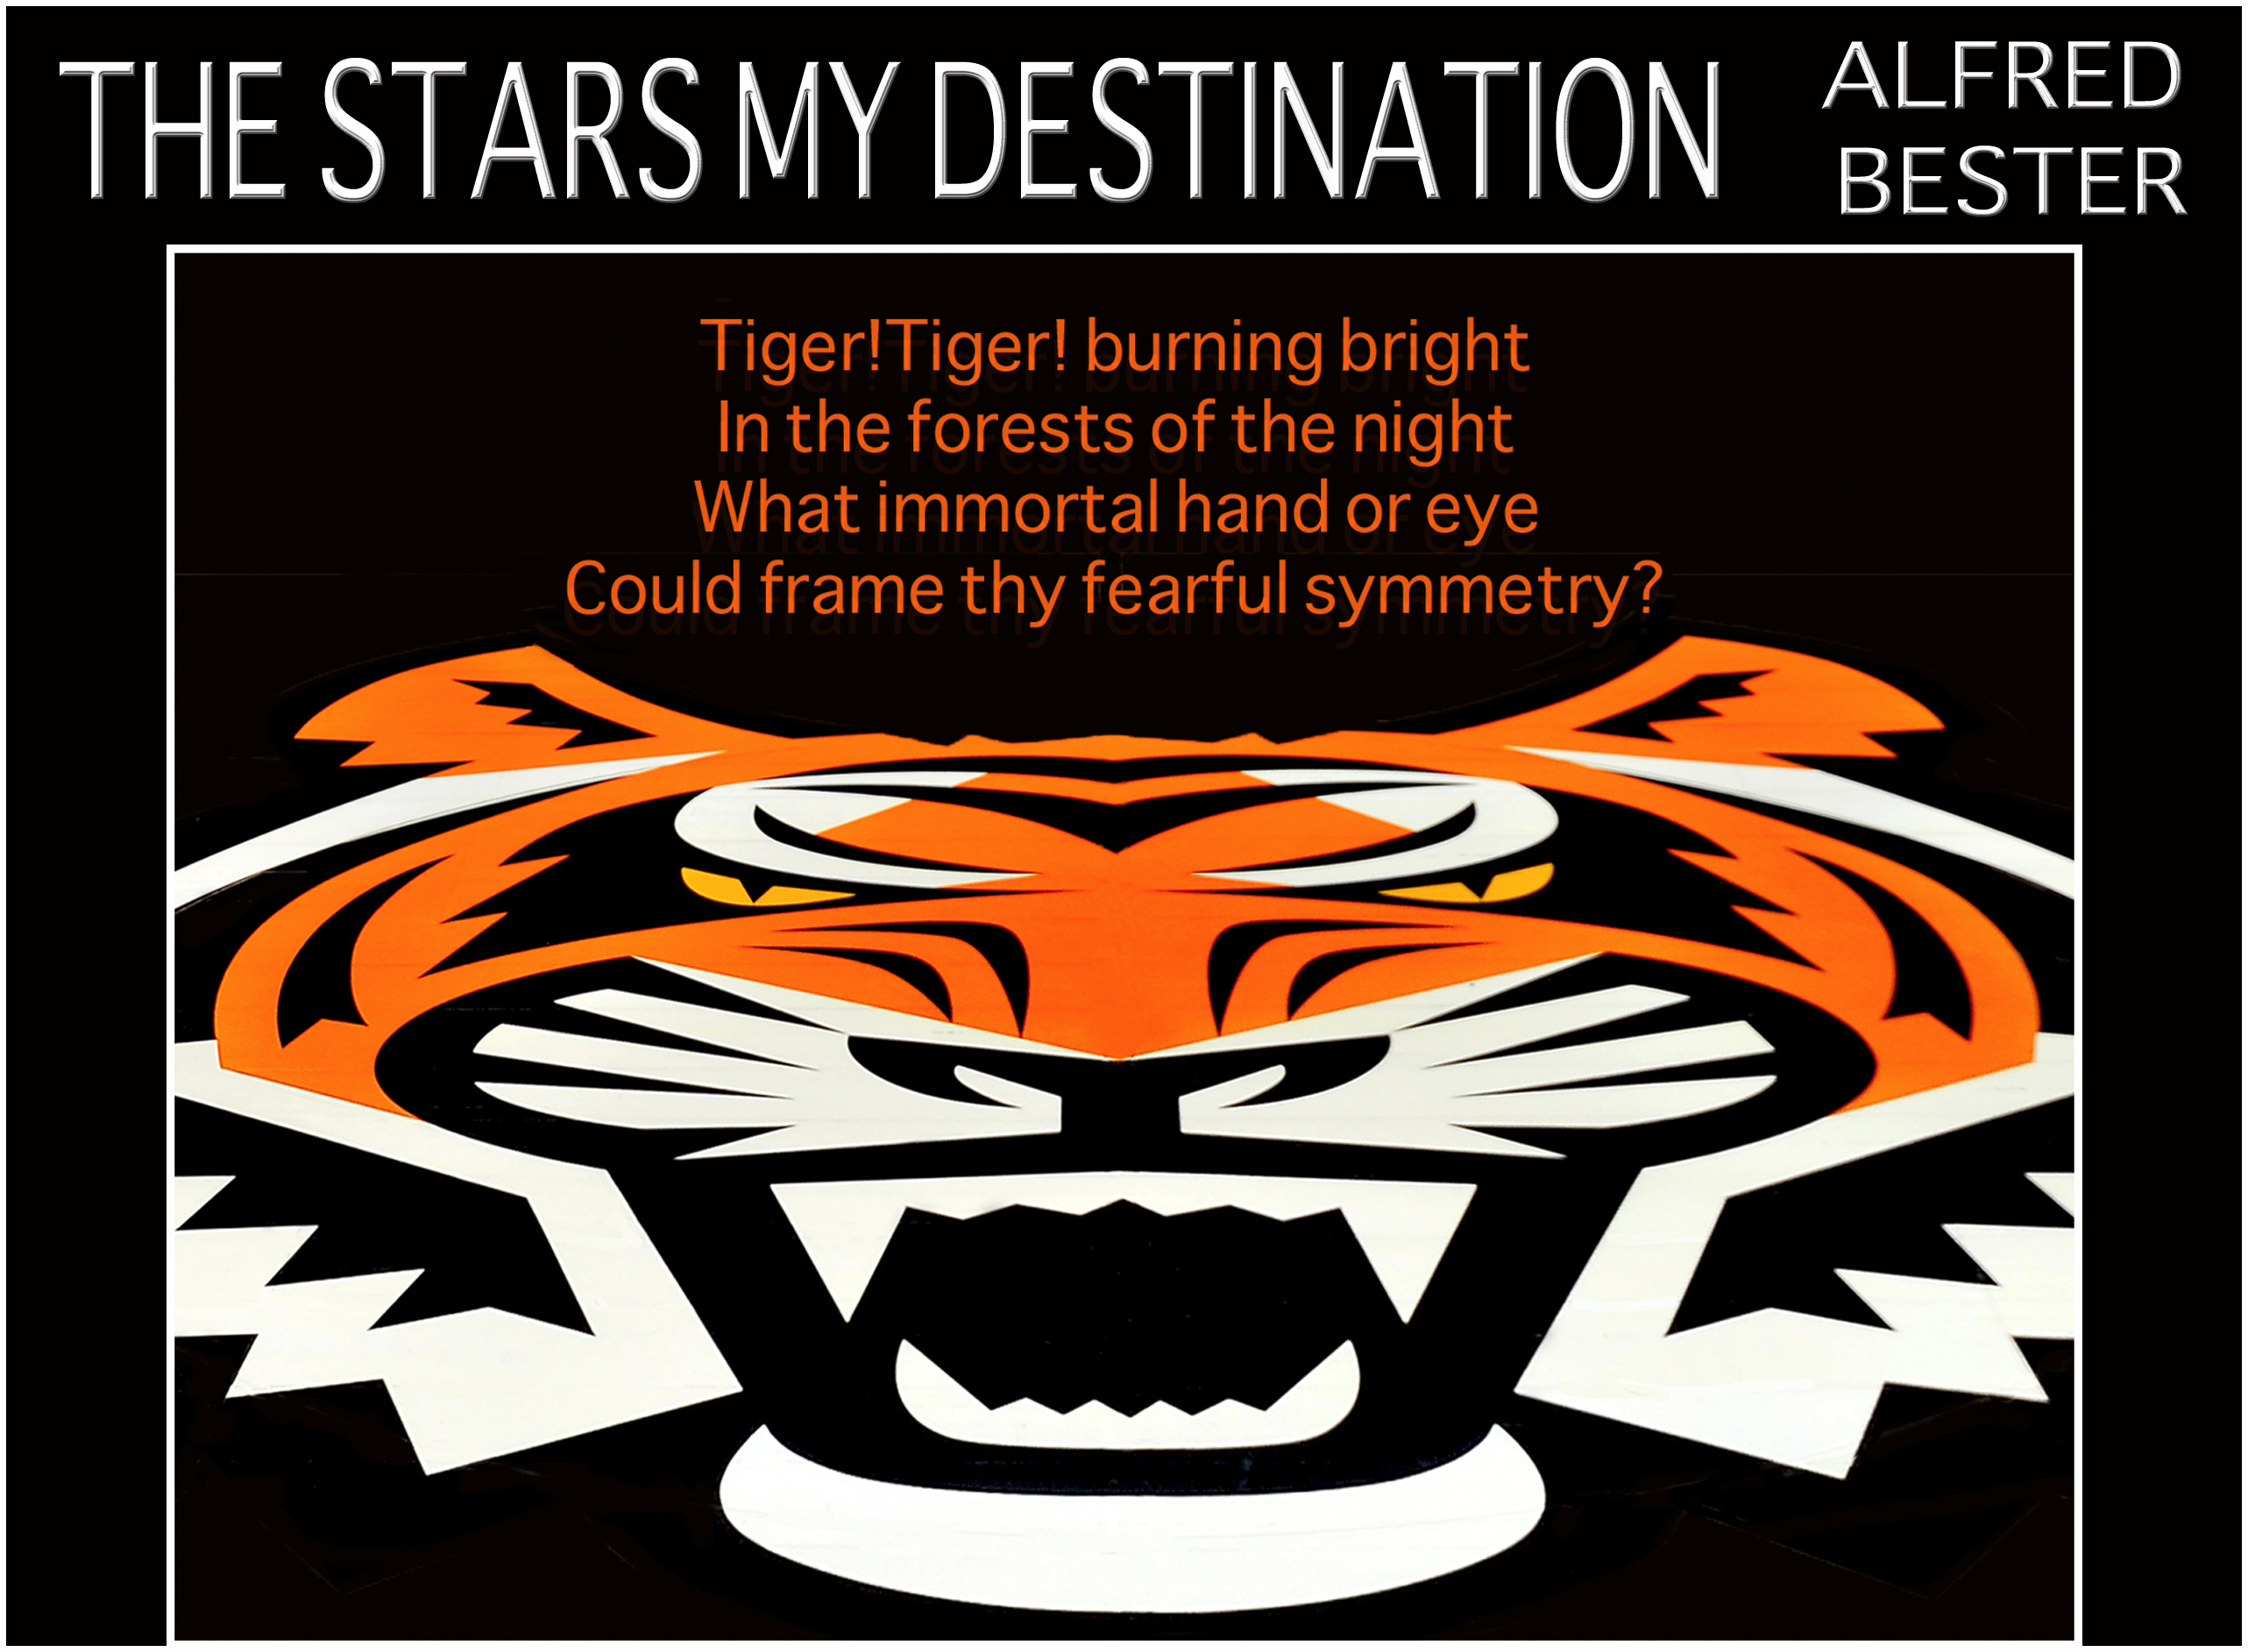 THE STARS MY DESTINATION
ALFRED
BESTER
Tiger!Tiger! burning bright
In the forests of the night
What immortal hand or eye
Could frame thy fearful symmetry?